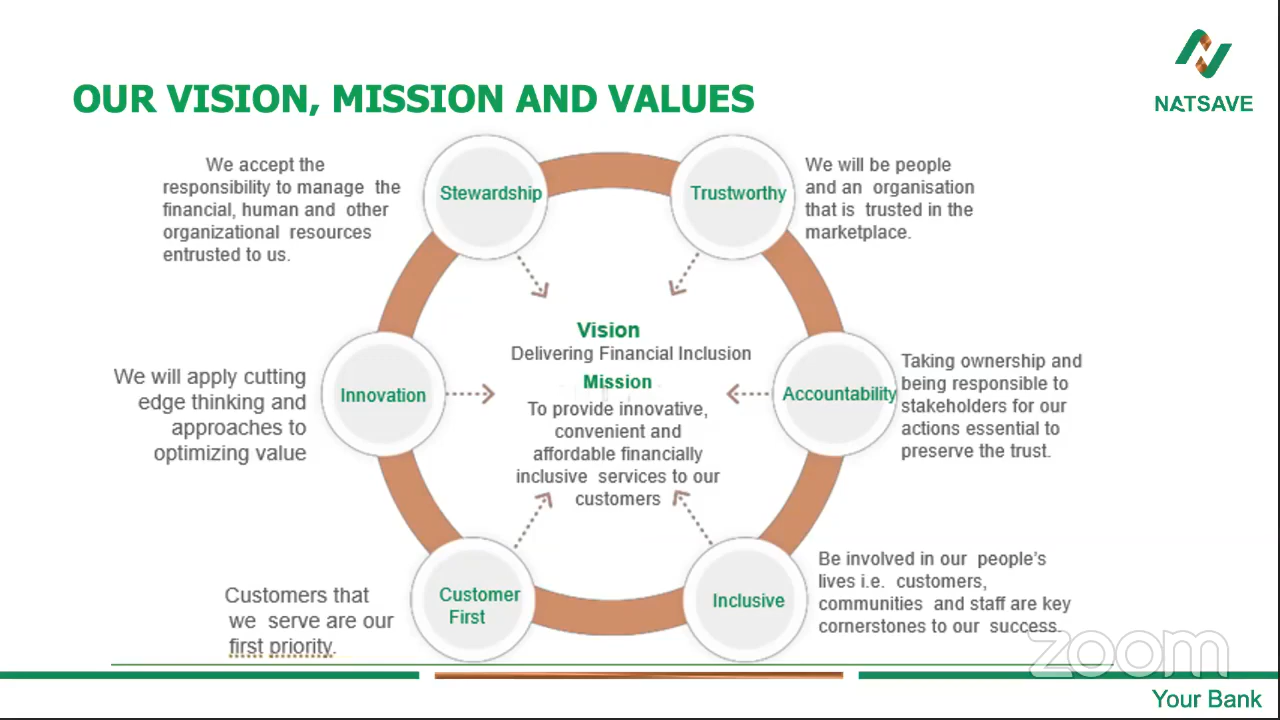 NATSAVE
OUR VISION, MISSION AND VALUES
We accept the
responsibility to manage the
financial, human and other
organizational resources
entrusted to us.
Stewardship
Trustworthy
We will be people
and an organisation
that is trusted in the
marketplace.
Vision
Delivering Financial Inclusion
Mission
To provide innovative,
convenient and
affordable financially
inclusive services to our
customers
We will apply cutting
edge thinking and
approaches to
optimizing value
Innovation
Accountability
Taking ownership and
being responsible to
stakeholders for our
actions essential to
preserve the trust.
Customers that
we serve are our
first priority.
Customer
First
Inclusive
Be involved in our people's
lives i.e. customers,
communities and staff are key
cornerstones to our success.
zoom
Your Bank